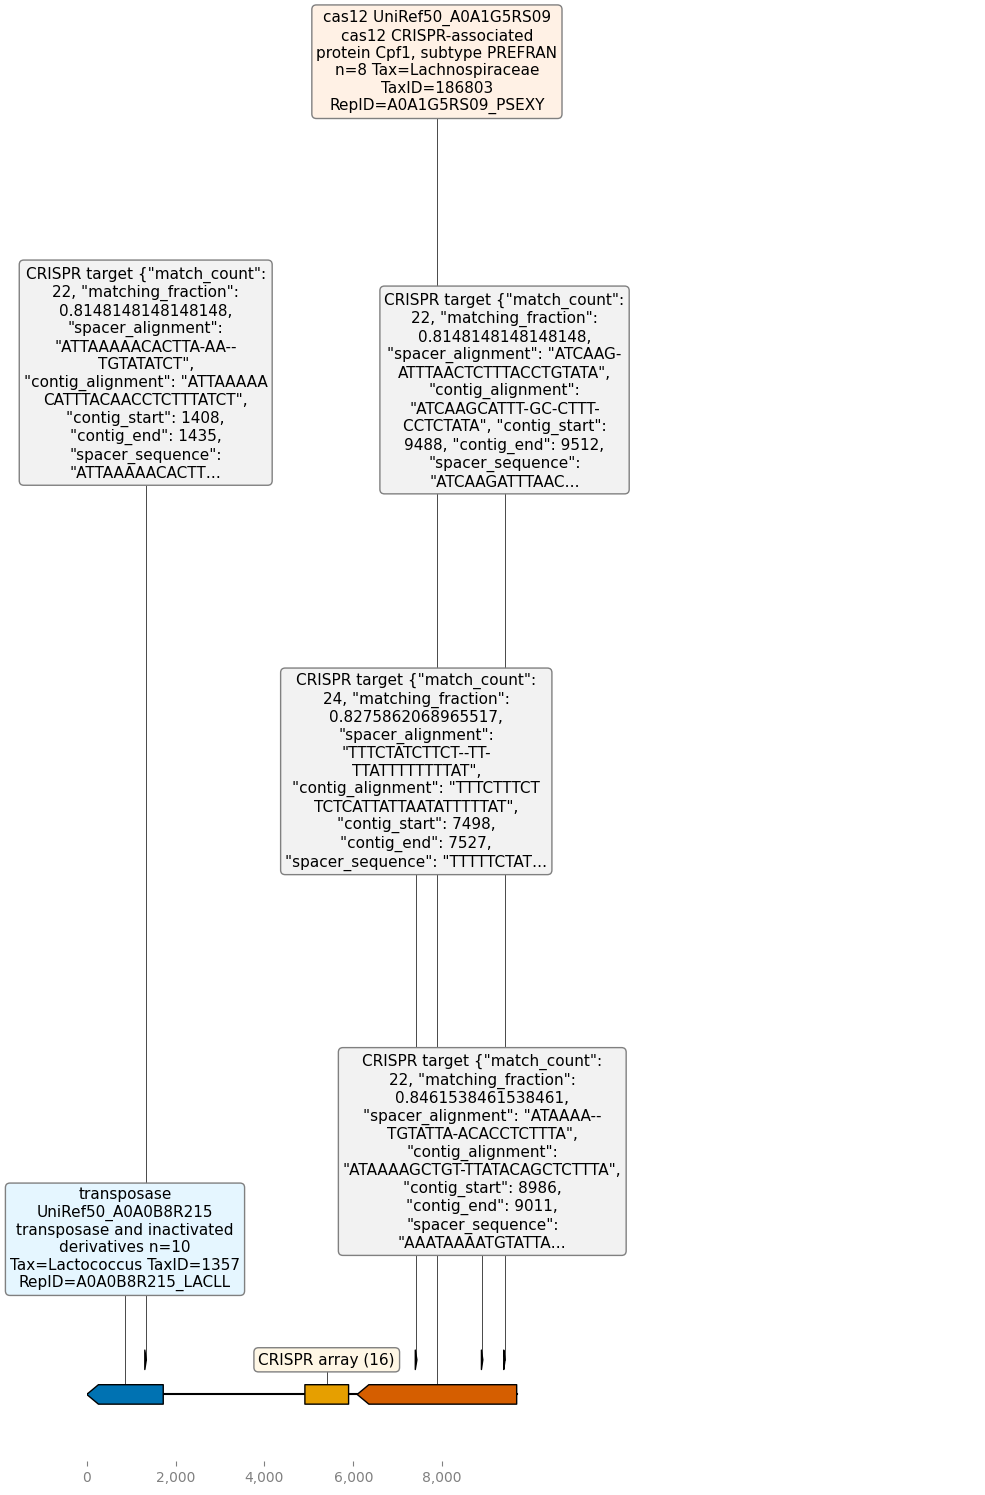 cas12 UniRef50_A0A1G5RS09
cas12 CRISPR-associated
protein Cpf1, subtype PREFRAN
n=8 Tax=Lachnospiraceae
TaxID=186803
RepID=A0A1G5RS09_PSEXY
CRISPR target {"match_count":
22, "matching_fraction":
0.8148148148148148,
"spacer_alignment":
"ATTAAAAACACTTA-AA--
TGTATATCT",
"contig_alignment": "ATTAAAAA
CATTTACAACCTCTTTATCT",
"contig_start": 1408,
"contig_end": 1435,
"spacer_sequence":
"ATTAAAAACACTT...
CRISPR target {"match_count":
22, "matching_fraction":
0.8148148148148148,
"spacer_alignment": "ATCAAG-
ATTTAACTCTTTACCTGTATA",
"contig_alignment":
"ATCAAGCATTT-GC-CTTT-
CCTCTATA", "contig_start":
9488, "contig_end": 9512,
"spacer_sequence":
"ATCAAGATTTAAC...
CRISPR target {"match_count":
24, "matching_fraction":
0.8275862068965517,
"spacer_alignment":
"TTTCTATCTTCT--TT-
TTATTTTTTTTAT",
"contig_alignment": "TTTCTTTCT
TCTCATTATTAATATTTTTAT",
"contig_start": 7498,
"contig_end": 7527,
"spacer_sequence": "TTTTTCTAT...
CRISPR target {"match_count":
22, "matching_fraction":
0.8461538461538461,
"spacer_alignment": "ATAAAA--
TGTATTA-ACACCTCTTTA",
"contig_alignment":
"ATAAAAGCTGT-TTATACAGCTCTTTA",
"contig_start": 8986,
"contig_end": 9011,
"spacer_sequence":
"AAATAAAATGTATTA...
transposase
UniRef50_A0A0B8R215
transposase and inactivated
derivatives n=10
Tax=Lactococcus TaxID=1357
RepID=A0A0B8R215_LACLL
CRISPR array (16)
0 2,000 4,000 6,000 8,000